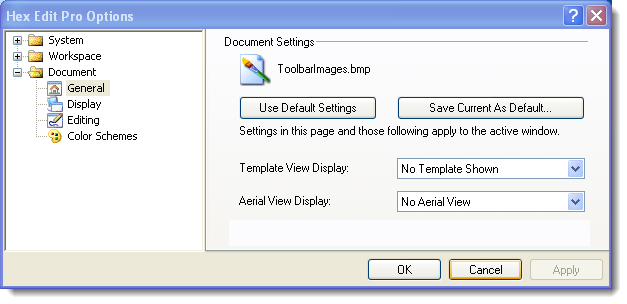 Hex Edit Pro Options
System
Workspace
Document
General
Display
Editing
Color Schemes
Document Settings
ToolbarImages.bmp
Use Default Settings
Save Current As Default...
Settings in this page and those following apply to the active window.
Template View Display:
No Template Shown
Aerial View Display:
No Aerial View
OK
Cancel
Apply